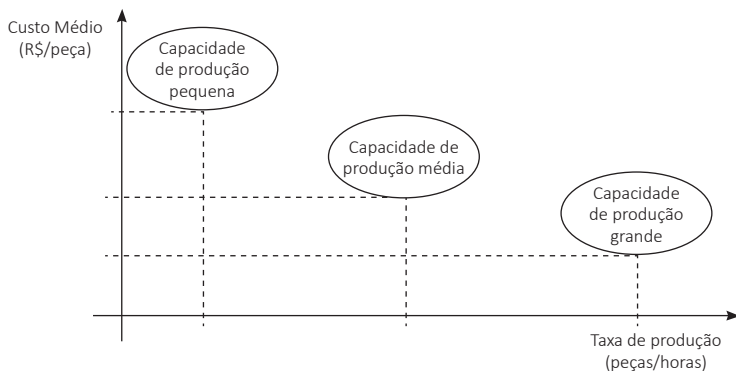 Custo Médio
(R$/peça)
Capacidade
de produção
pequena
Capacidade de
produção média
Capacidade
de produção
grande
Taxa de produção
(peças/horas)